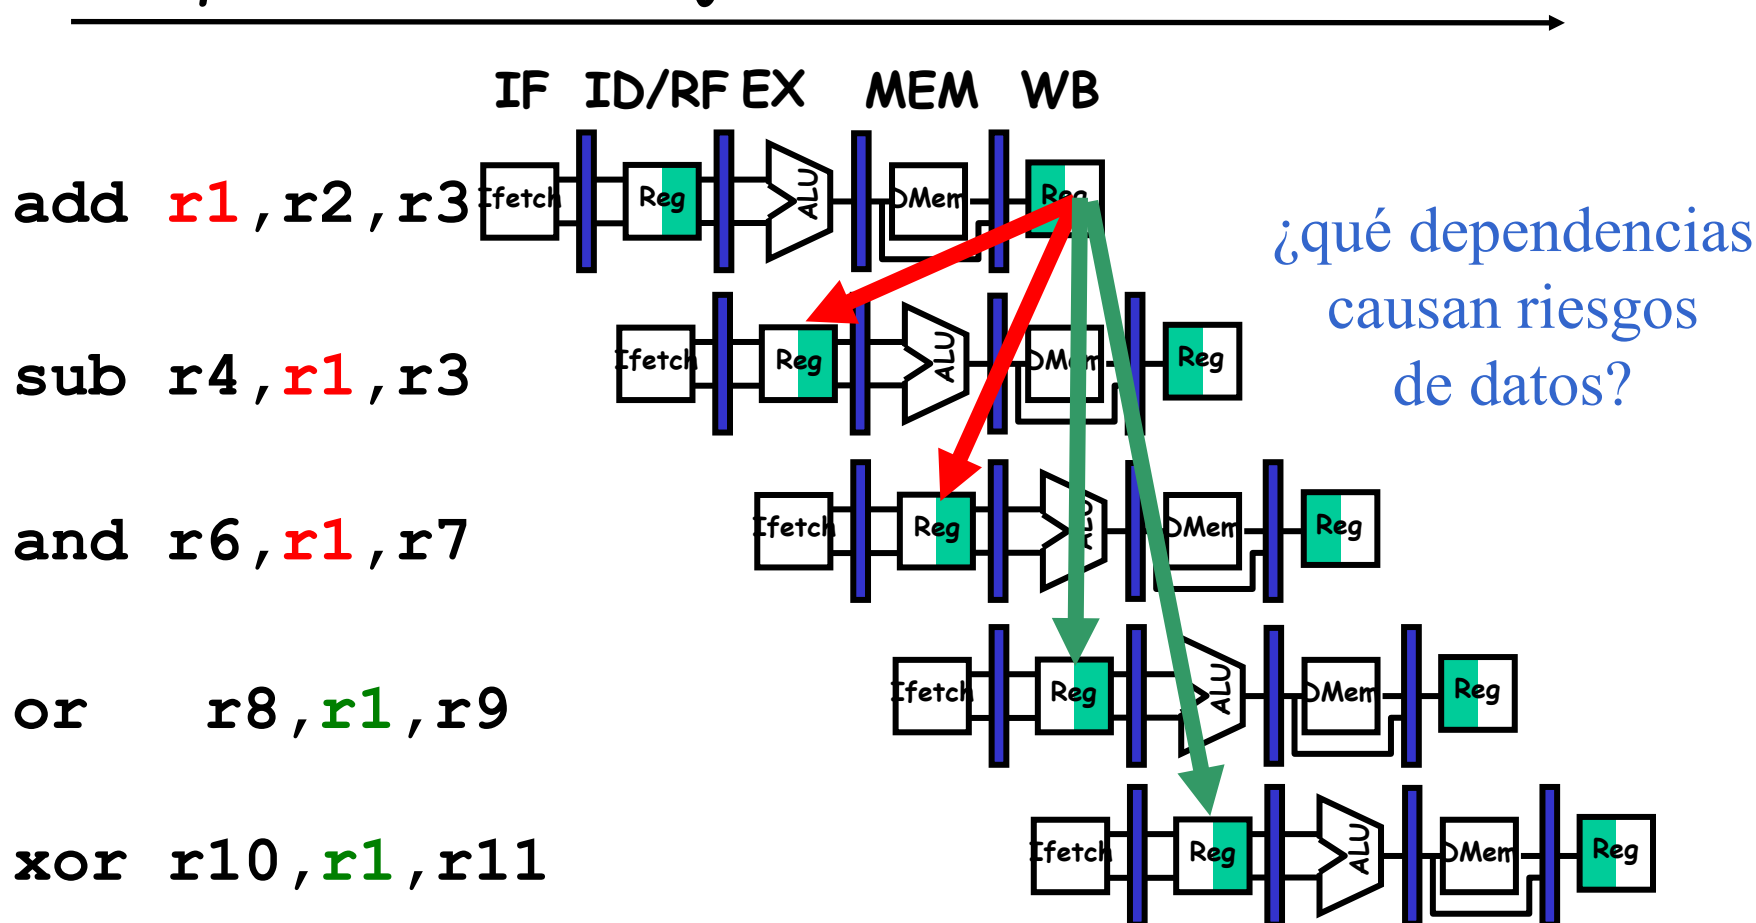 IF ID/RF EX MEM WB
add r1,r2,r3
Ifetch Reg ALU DMem Reg
¿qué dependencias
causan riesgos
de datos?
sub r4,r1,r3
Ifetch Reg ALU DMem Reg
and r6,r1,r7
Ifetch Reg ALU DMem Reg
or r8,r1,r9
Ifetch Reg ALU DMem Reg
xor r10,r1,r11
Ifetch Reg ALU DMem Reg